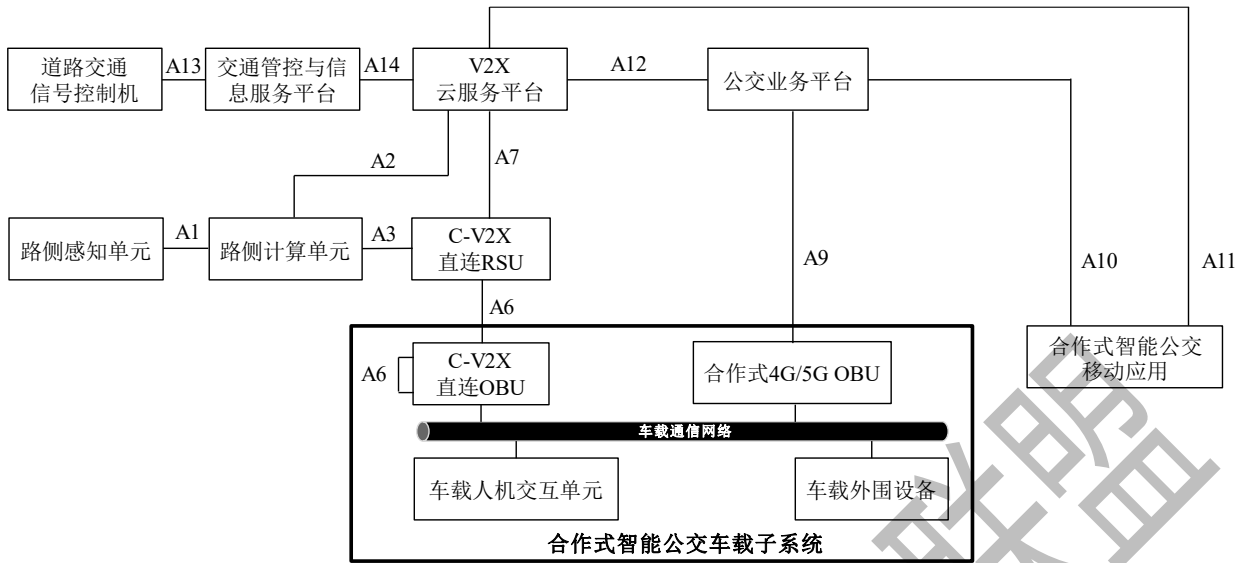 道路交通
信号控制机
A13
交通管控与信
息服务平台
A14
V2X
云服务平台
A12
公交业务平台
A2
A7
路侧感知单元
A1
路侧计算单元
A3
C-V2X
直连RSU
A9
A10
A11
A6
A6
C-V2X
直连OBU
合作式4G/5G OBU
合作式智能公交
移动应用
车载通信网络
车载人机交互单元
车载外围设备
合作式智能公交车载子系统
联盟